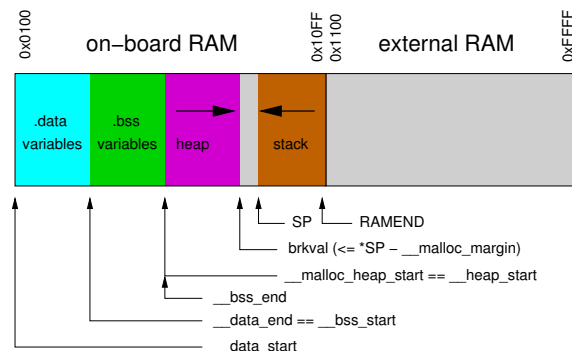 0x0100
on−board RAM
0x10FF
0x1100
external RAM
0xFFFF
.data
variables
.bss
variables
heap
stack
SP
RAMEND
brkval (<= *SP − __malloc_margin)
__malloc_heap_start == __heap_start
__bss_end
__data_end == __bss_start
data_start